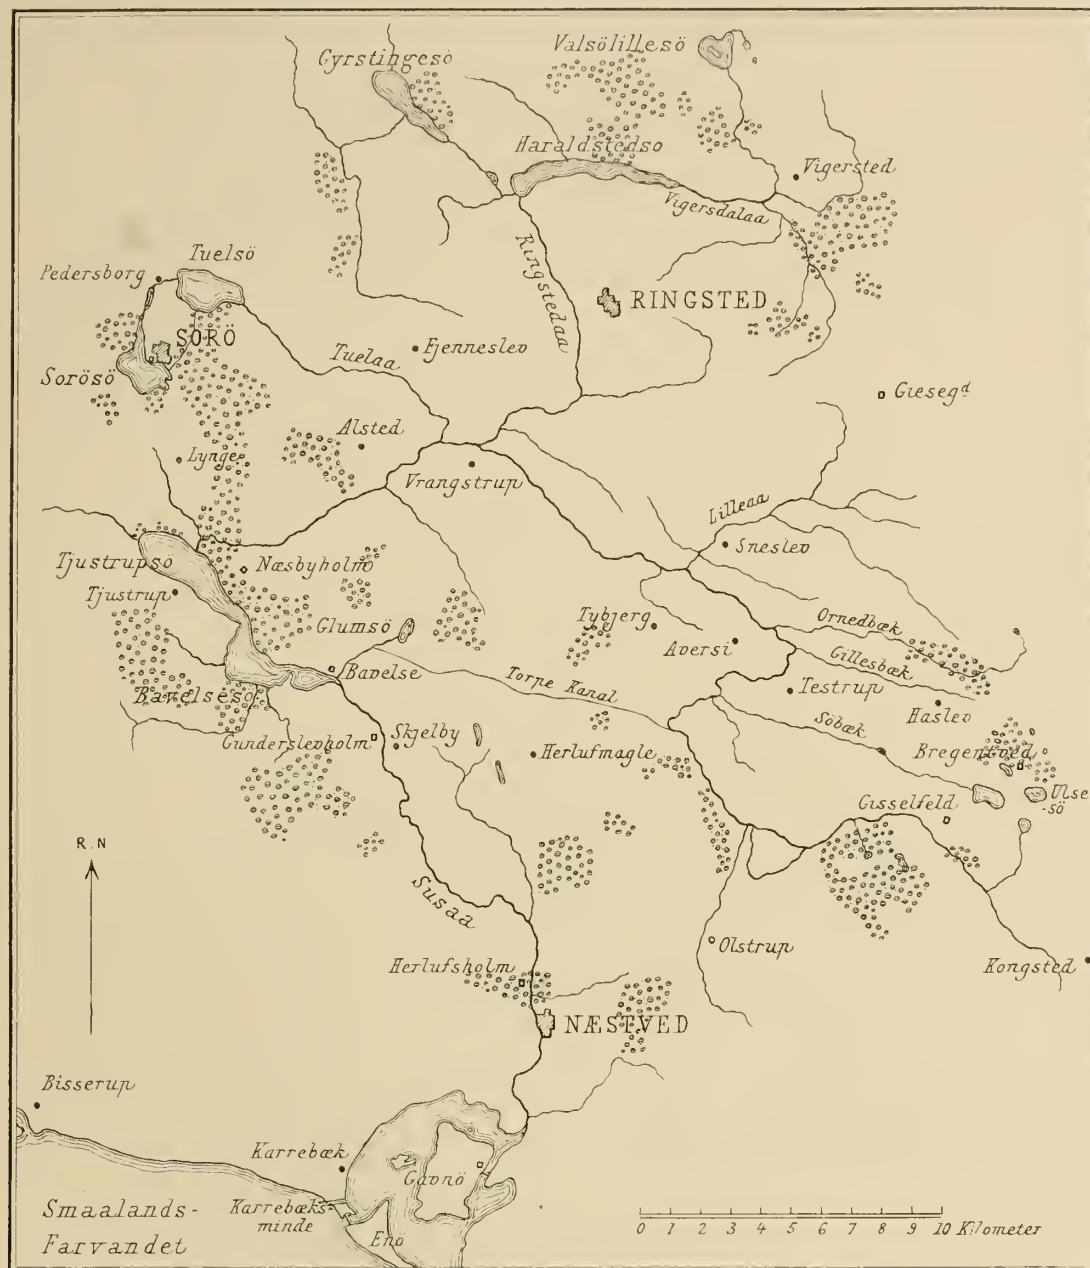 Valsölillesö
Gyrstingesö
Haraldstedsö
Vigersted
Vigersdalaa
Tuelsö
Pedersborg
Ringstedaa
RINGSTED
SORÖ
Tuelaa
Fjenneslev
Sorösö
Giesegd
Alsted
Lynge
Vrangstrup
Lilleaa
Sneslev
Tjustrupsö
Næsbyholm
Tjustrup
Glumsö
Tybjerg
Ornedbæk
Aversi
Gillesbæk
Bavelse
Torpe Kanal
Testrup
Bavelsesö
Haslev
Söbæk
Gunderslevholm
Skjelby
Herlufmagle
Bregentved
Ulse
-sö
Gisselfeld
R.N
Susaa
Olstrup
Herlufsholm
Kongsted
NÆSTVED
Bisserup
Karrebæk
Gavnö
Smaalands-
Farvandet
Karrebæks-
minde
Enö
0 1 2 3 4 5 6 7 8 9 10 Kilometer